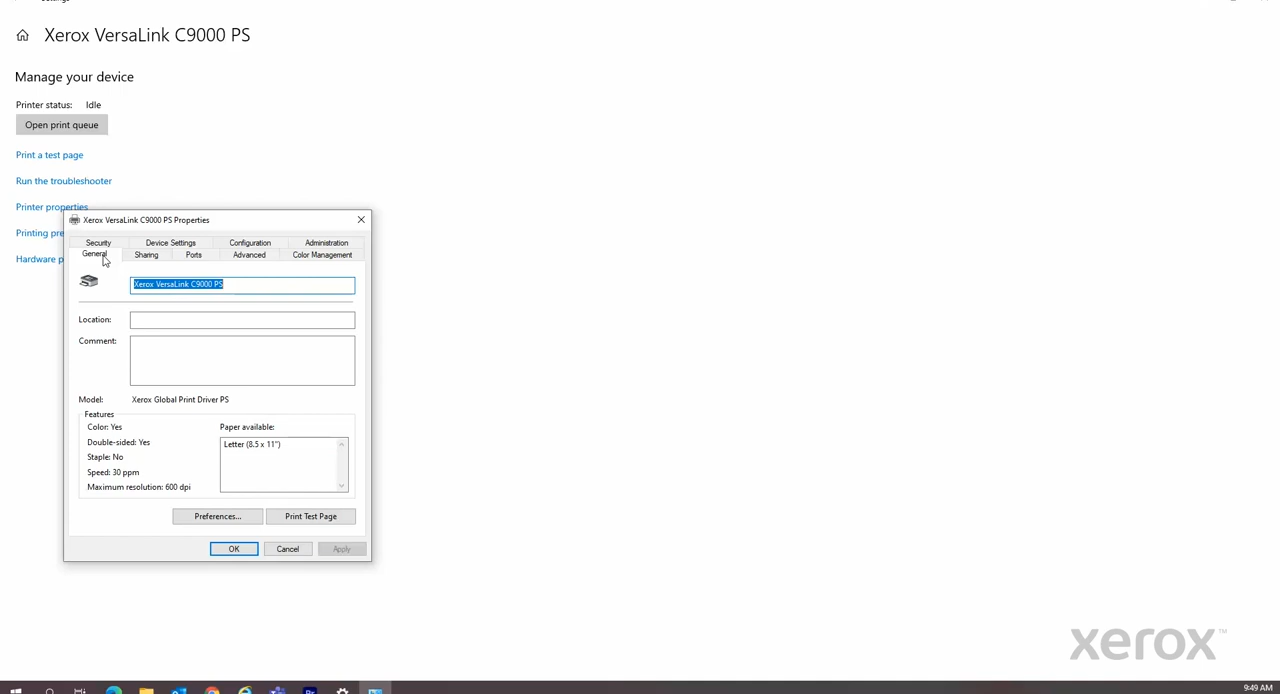 Xerox VersaLink C9000 PS
Manage your device
Printer status: Idle
Open print queue
Print a test page
Run the troubleshooter
Printer properties
Printing pre
Hardware p
Xerox VersaLink C9000 PS Properties
Security Device Settings Configuration Administration
General Sharing Ports Advanced Color Management
Xerox VersaLink C9000 PS
Location:
Comment:
Model: Xerox Global Print Driver PS
Features
Color: Yes
Double-sided: Yes
Staple: No
Speed: 30 ppm
Maximum resolution: 600 dpi
Paper available:
Letter (8.5 x 11")
Preferences... Print Test Page
OK Cancel Apply
xerox™
9:49 AM